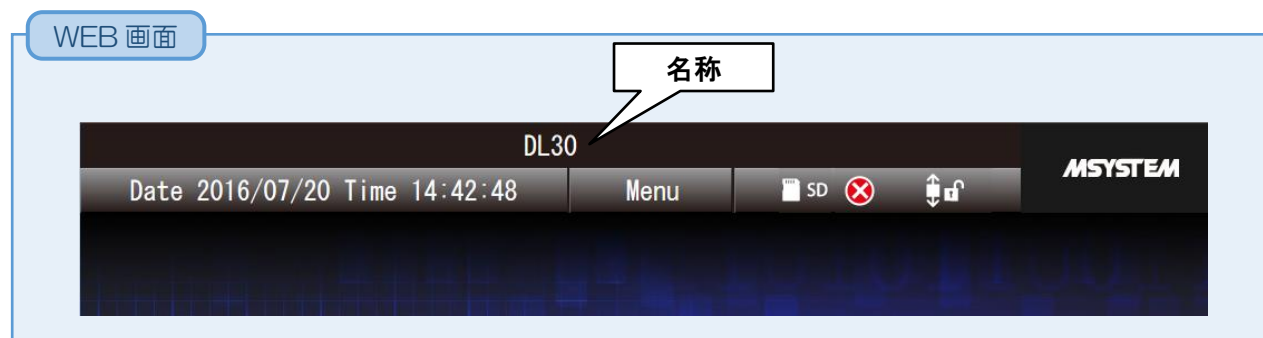 WEB 画面
名称
DL30
MSYSTEM
Date 2016/07/20 Time 14:42:48 Menu SD